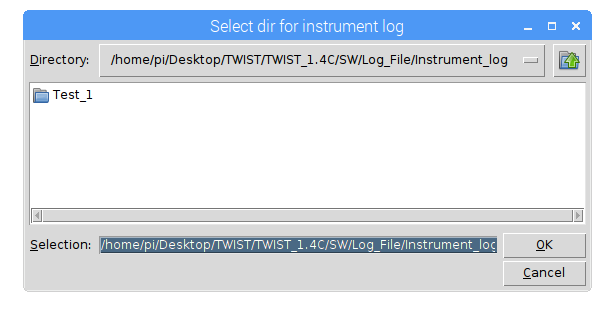 Select dir for instrument log
Directory: /home/pi/Desktop/TWIST/TWIST_1.4C/SW/Log_File/Instrument_log
Test_1
Selection: /home/pi/Desktop/TWIST/TWIST_1.4C/SW/Log_File/Instrument_log OK
Cancel